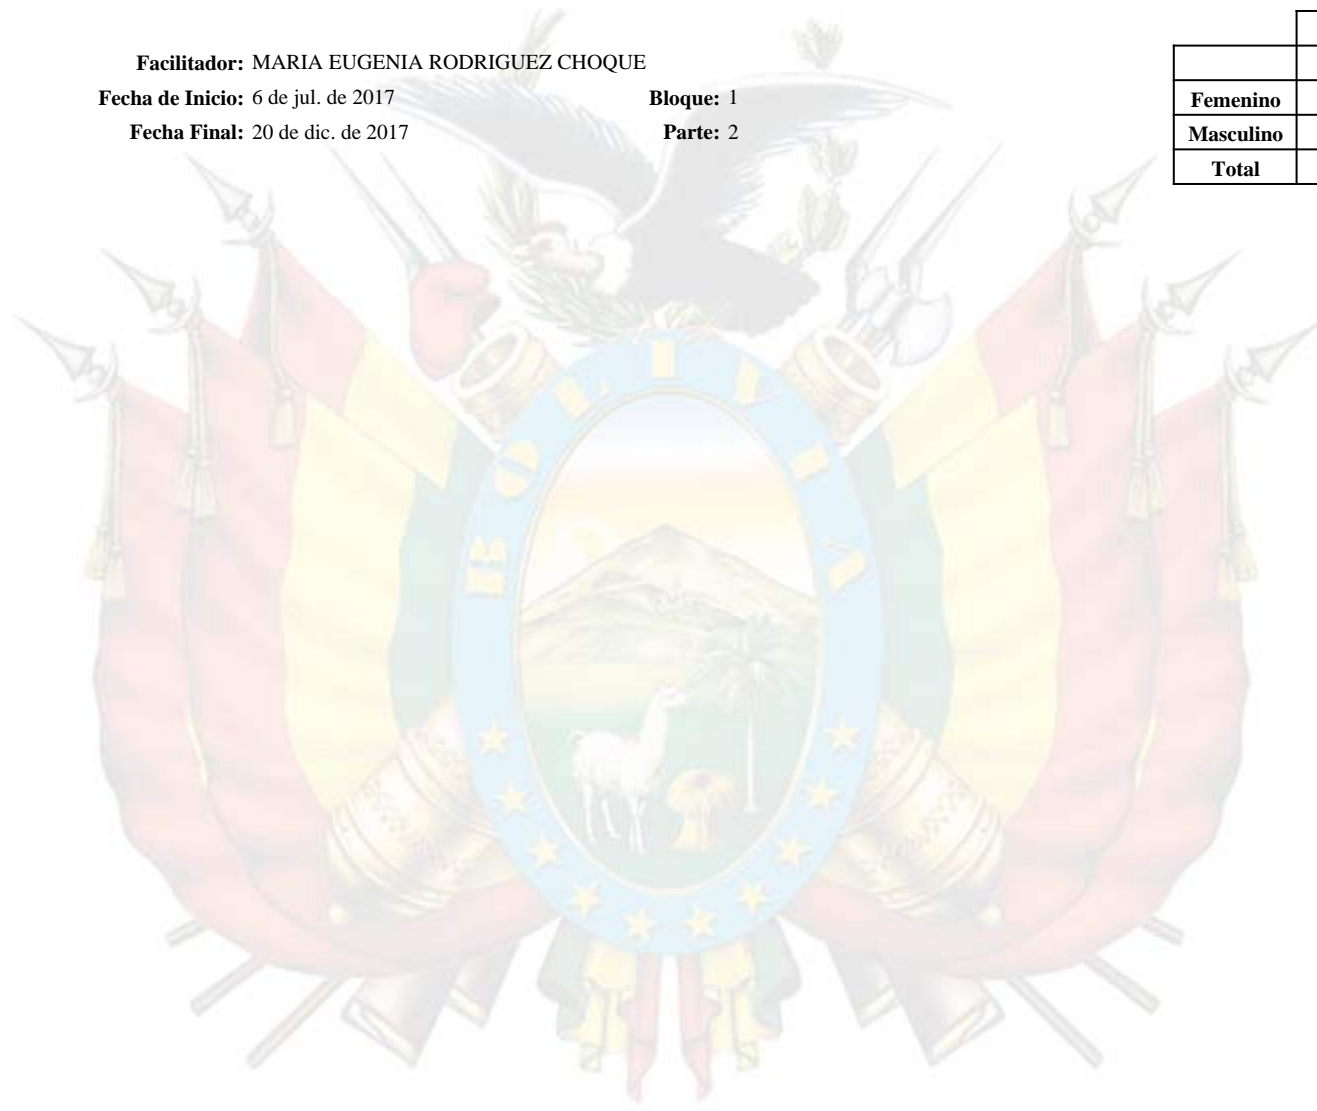 Facilitador: MARIA EUGENIA RODRIGUEZ CHOQUE
Fecha de Inicio: 6 de jul. de 2017 Bloque: 1
Fecha Final: 20 de dic. de 2017 Parte: 2
Femenino
Masculino
Total
BOLIVIA